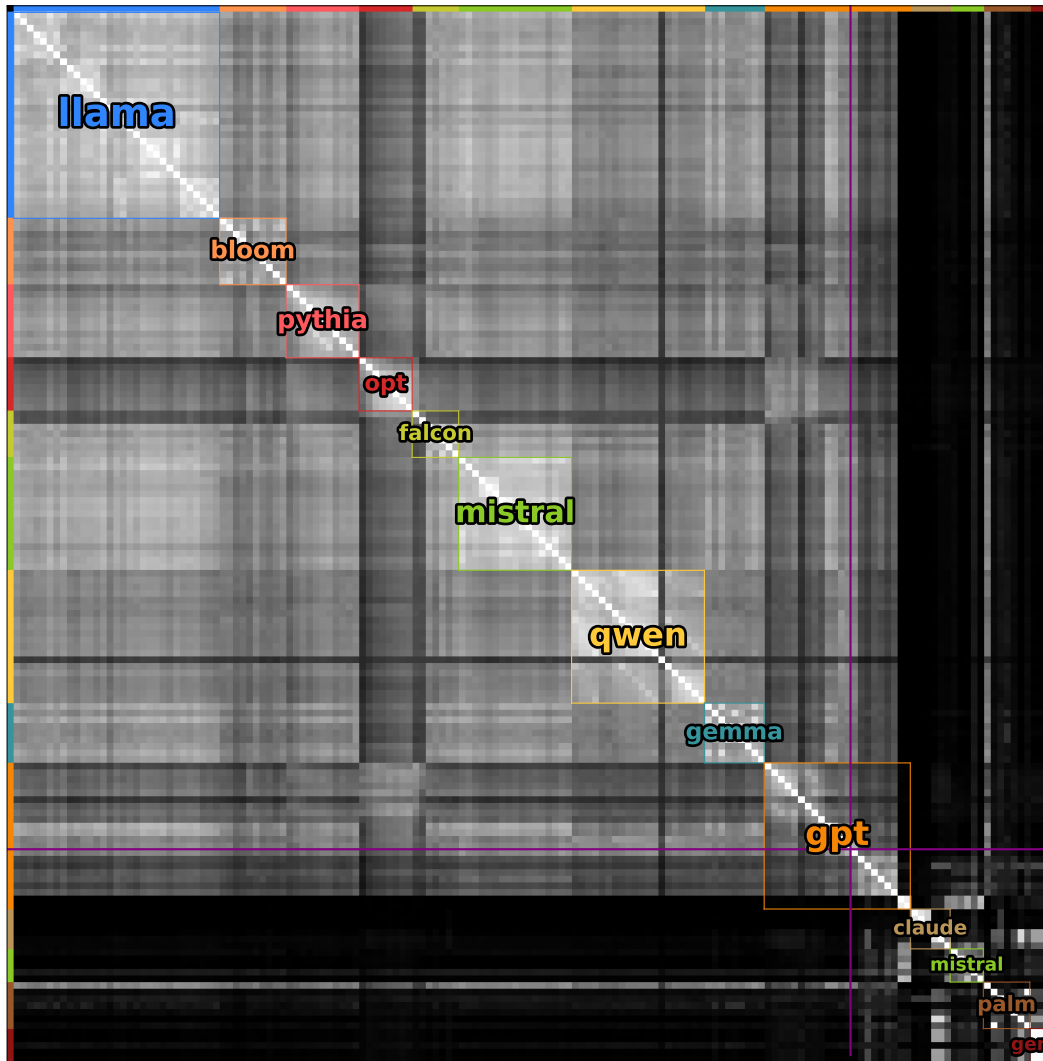 llama
bloom
pythia
opt
falcon
mistral
qwen
gemma
gpt
claude
mistral
palm